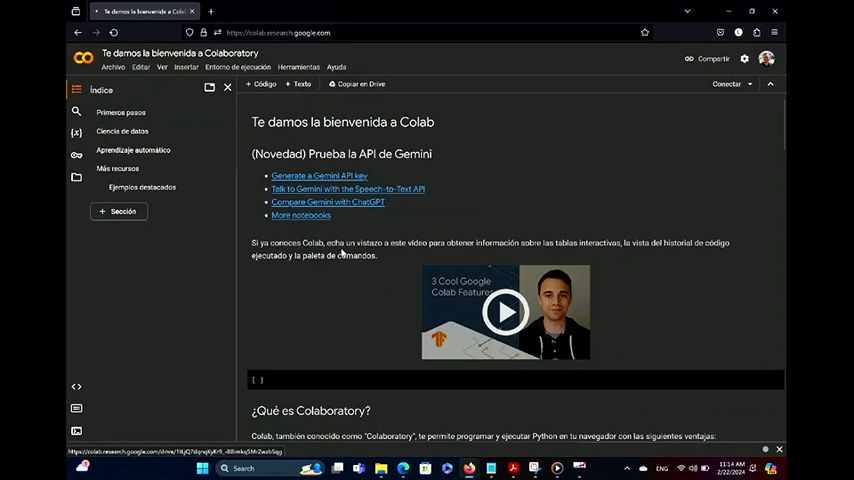 Te damos la bienvenida a Colab
https://colab.research.google.com
Te damos la bienvenida a Colaboratory
Archivo Editar Ver Insertar Entorno de ejecución Herramientas Ayuda
Compartir
Índice
+ Código + Texto Copiar en Drive
Conectar
Primeros pasos
Ciencia de datos
Aprendizaje automático
Más recursos
Ejemplos destacados
+ Sección
Te damos la bienvenida a Colab
(Novedad) Prueba la API de Gemini
Generate a Gemini API key
Talk to Gemini with the Speech-to-Text API
Compare Gemini with ChatGPT
More notebooks
Si ya conoces Colab, echa un vistazo a este vídeo para obtener información sobre las tablas interactivas, la vista del historial de código
ejecutado y la paleta de comandos.
3 Cool Google
Colab Features
[ ]
¿Qué es Colaboratory?
Colab, también conocido como "Colaboratory", te permite programar y ejecutar Python en tu navegador con las siguientes ventajas:
Search
ENG
11:14 AM
2/22/2024